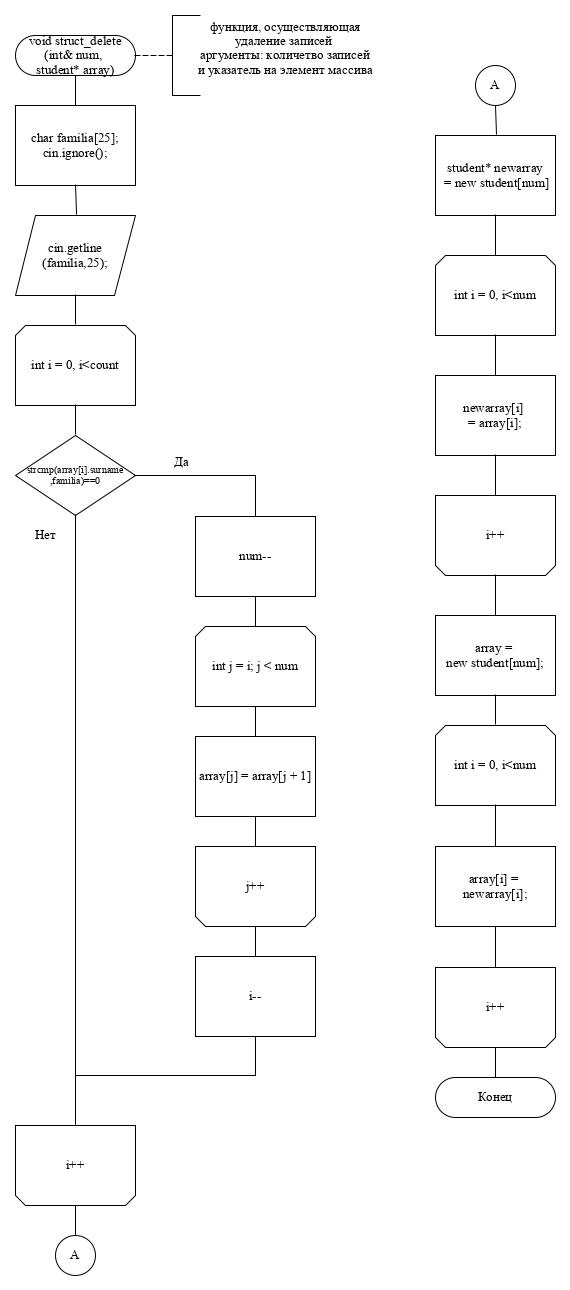 void struct_delete
(int& num,
student* array)
функция, осуществляющая
удаление записей
аргументы: количетво записей
и указатель на элемент массива
char familia[25];
cin.ignore();
cin.getline
(familia,25);
int i = 0, i<count
strcmp(array[i].surname
,familia)==0
Да
Нет
num--
int j = i; j < num
array[j] = array[j + 1]
j++
i--
i++
А
А
student* newarray
= new student[num]
int i = 0, i<num
newarray[i]
= array[i];
i++
array =
new student[num];
int i = 0, i<num
array[i] =
newarray[i];
i++
Конец